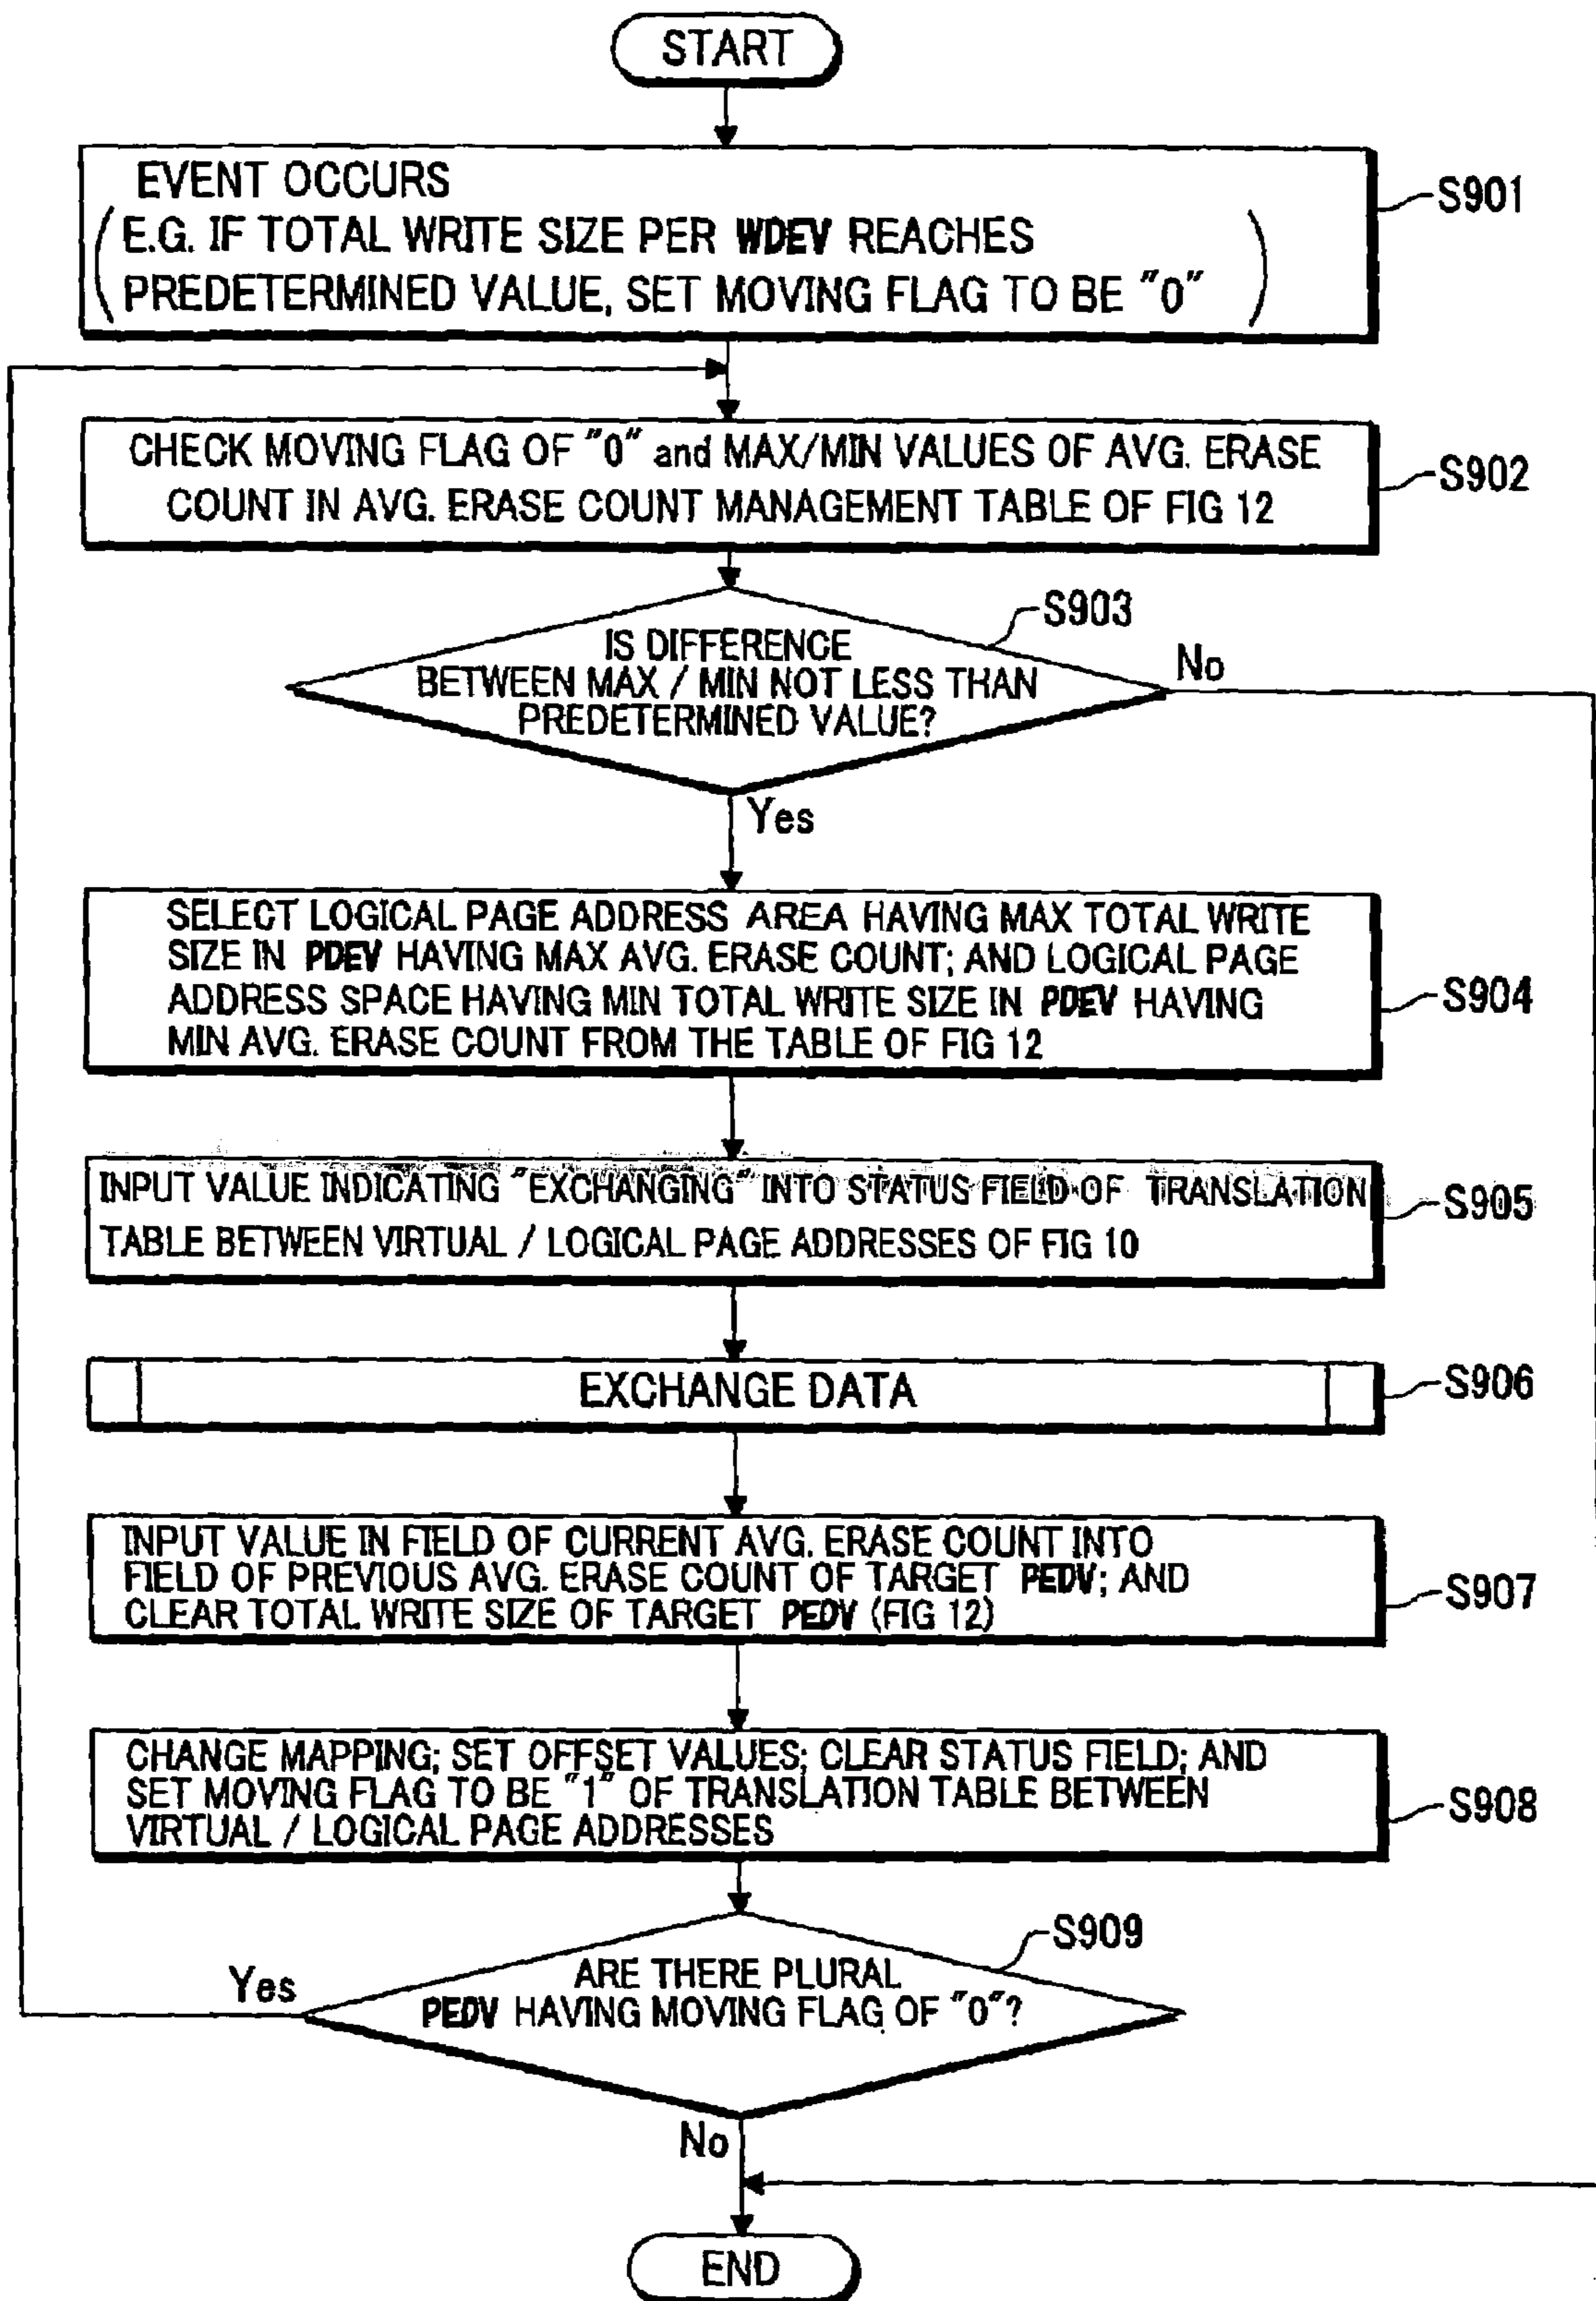 START
EVENT OCCURS
S901
(E.G. IF TOTAL WRITE SIZE PER WDEV REACHES
PREDETERMINED VALUE, SET MOVING FLAG TO BE "0")
CHECK MOVING FLAG OF "0" and MAX/MIN VALUES OF AVG. ERASE
S902
COUNT IN AVG. ERASE COUNT MANAGEMENT TABLE OF FIG 12
S903
IS DIFFERENCE
BETWEEN MAX / MIN NOT LESS THAN
PREDETERMINED VALUE?
No
Yes
SELECT LOGICAL PAGE ADDRESS AREA HAVING MAX TOTAL WRITE
SIZE IN PDEV HAVING MAX AVG. ERASE COUNT; AND LOGICAL PAGE
ADDRESS SPACE HAVING MIN TOTAL WRITE SIZE IN PDEV HAVING
MIN AVG. ERASE COUNT FROM THE TABLE OF FIG 12
S904
INPUT VALUE INDICATING "EXCHANGING" INTO STATUS FIELD OF TRANSLATION
TABLE BETWEEN VIRTUAL / LOGICAL PAGE ADDRESSES OF FIG 10
S905
EXCHANGE DATA
S906
INPUT VALUE IN FIELD OF CURRENT AVG. ERASE COUNT INTO
FIELD OF PREVIOUS AVG. ERASE COUNT OF TARGET PEDV; AND
CLEAR TOTAL WRITE SIZE OF TARGET PEDV (FIG 12)
S907
CHANGE MAPPING; SET OFFSET VALUES; CLEAR STATUS FIELD; AND
SET MOVING FLAG TO BE "1" OF TRANSLATION TABLE BETWEEN
VIRTUAL / LOGICAL PAGE ADDRESSES
S908
S909
ARE THERE PLURAL
PEDV HAVING MOVING FLAG OF "0"?
Yes
No
END